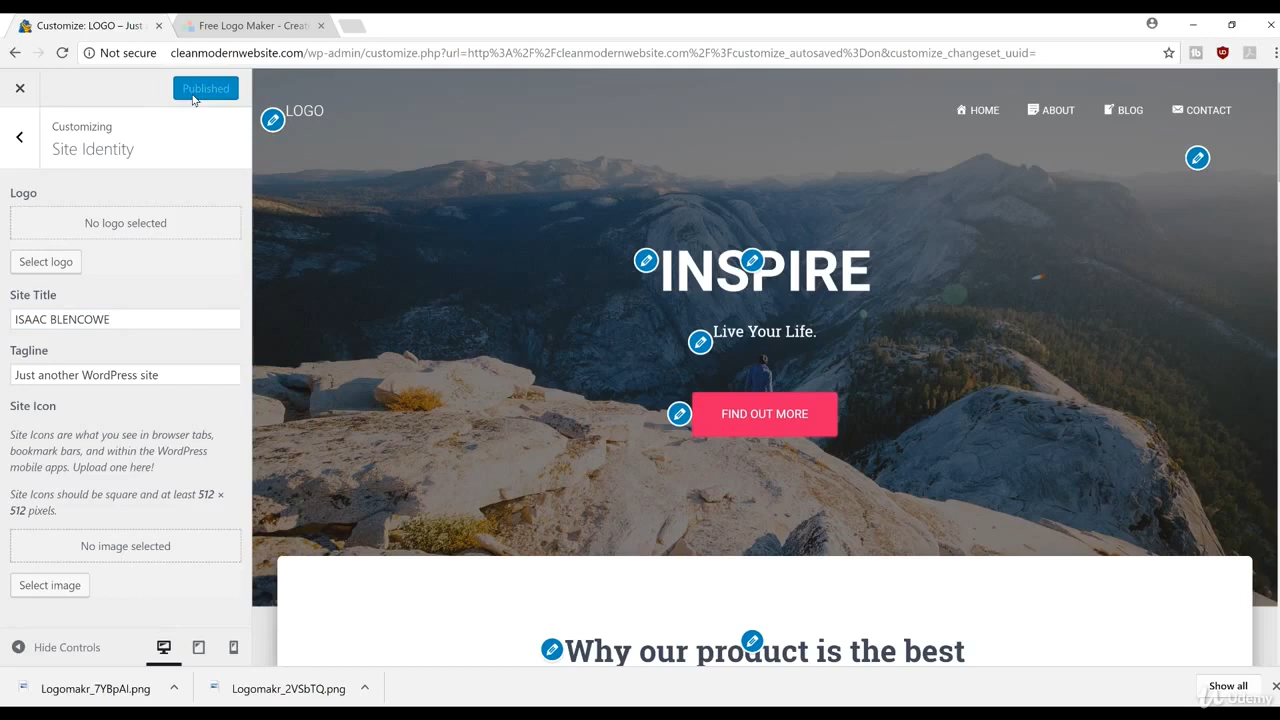 Customize: LOGO – Just
Free Logo Maker - Creat
Not secure
cleanmodernwebsite.com/wp-admin/customize.php?url=http%3A%2F%2Fcleanmodernwebsite.com%2F%3Fcustomize_autosaved%3Don&customize_changeset_uuid=
Published
Customizing
Site Identity
Logo
No logo selected
Select logo
Site Title
ISAAC BLENCOWE
Tagline
Just another WordPress site
Site Icon
Site Icons are what you see in browser tabs,
bookmark bars, and within the WordPress
mobile apps. Upload one here!
Site Icons should be square and at least 512 ×
512 pixels.
No image selected
Select image
Hide Controls
LOGO
HOME
ABOUT
BLOG
CONTACT
INSPIRE
Live Your Life.
FIND OUT MORE
Why our product is the best
Logomakr_7YBpAl.png
Logomakr_2VSbTQ.png
Show all
Udemy